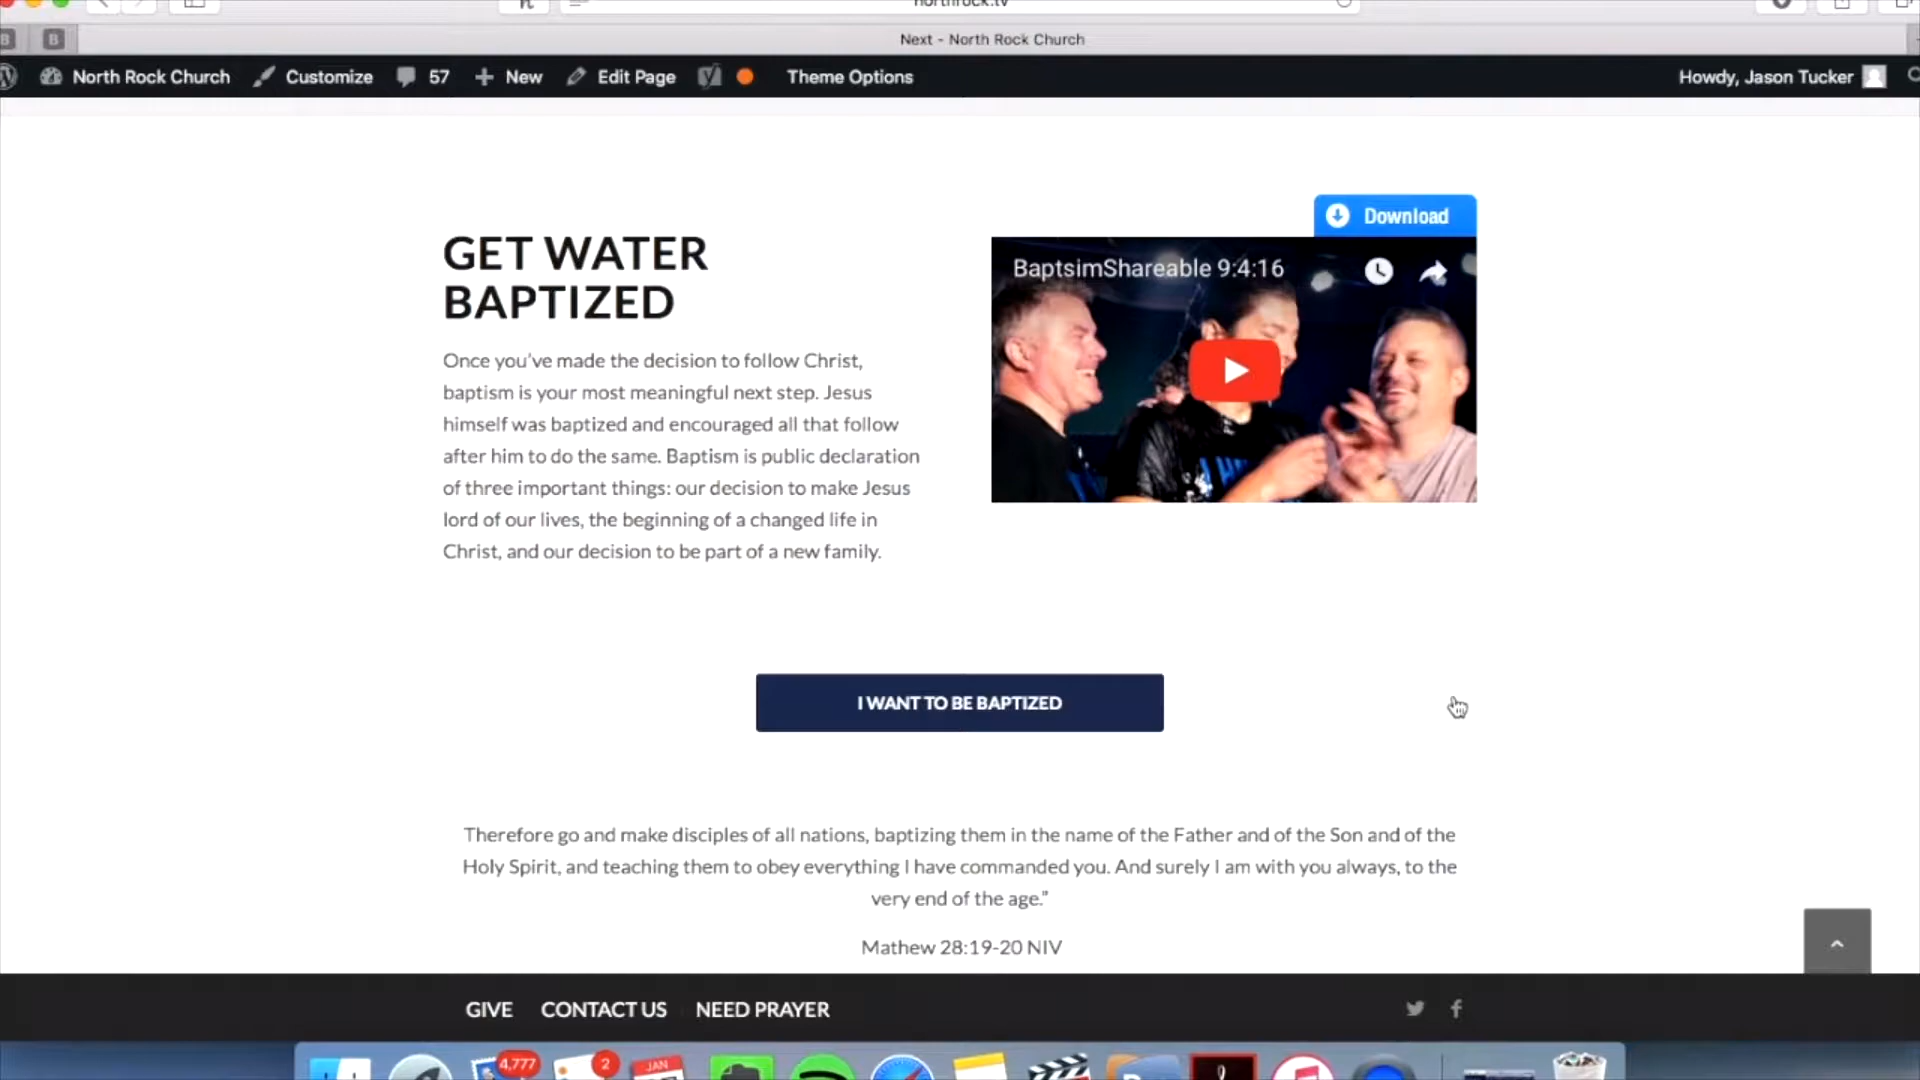 northrock.tv
Next - North Rock Church
North Rock Church Customize 57 New Edit Page Theme Options Howdy, Jason Tucker
Download
GET WATER
BAPTIZED
BaptsimShareable 9:4:16
Once you've made the decision to follow Christ,
baptism is your most meaningful next step. Jesus
himself was baptized and encouraged all that follow
after him to do the same. Baptism is public declaration
of three important things: our decision to make Jesus
lord of our lives, the beginning of a changed life in
Christ, and our decision to be part of a new family.
I WANT TO BE BAPTIZED
Therefore go and make disciples of all nations, baptizing them in the name of the Father and of the Son and of the
Holy Spirit, and teaching them to obey everything I have commanded you. And surely I am with you always, to the
very end of the age.”
Mathew 28:19-20 NIV
GIVE CONTACT US NEED PRAYER
4,777 2 JAN